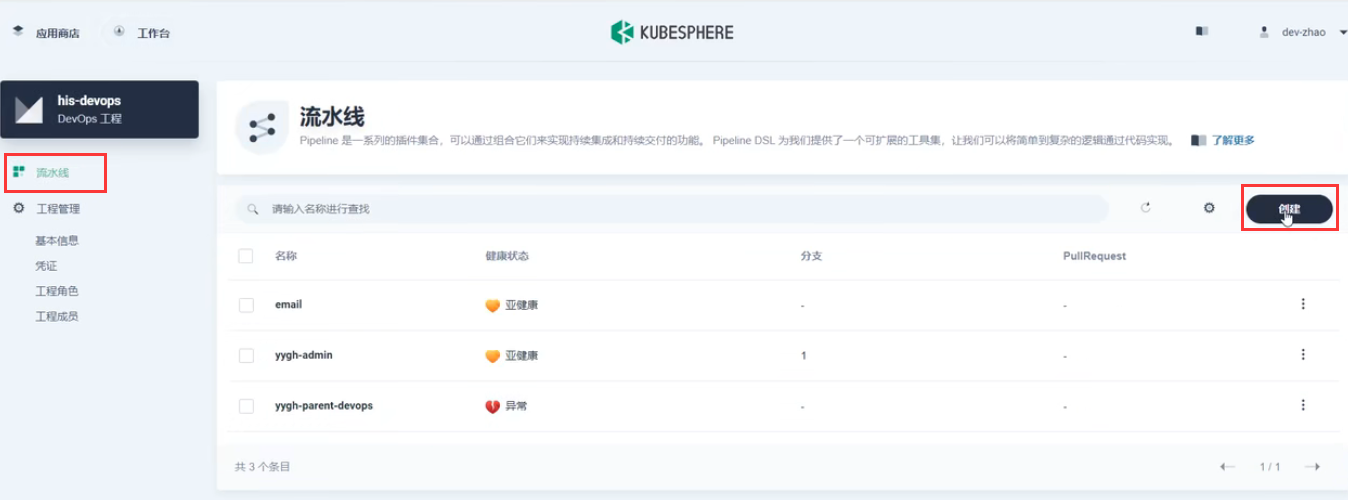 应用商店 工作台 KUBESPHERE dev-zhao
his-devops
DevOps 工程
流水线
工程管理
基本信息
凭证
工程角色
工程成员
流水线
Pipeline 是一系列的插件集合，可以通过组合它们来实现持续集成和持续交付的功能。 Pipeline DSL 为我们提供了一个可扩展的工具集，让我们可以将简单到复杂的逻辑通过代码实现。 了解更多
请输入名称进行查找 创建
名称 健康状态 分支 PullRequest
email 亚健康 - -
yygh-admin 亚健康 1 -
yygh-parent-devops 异常 - -
共 3 个条目 1 / 1